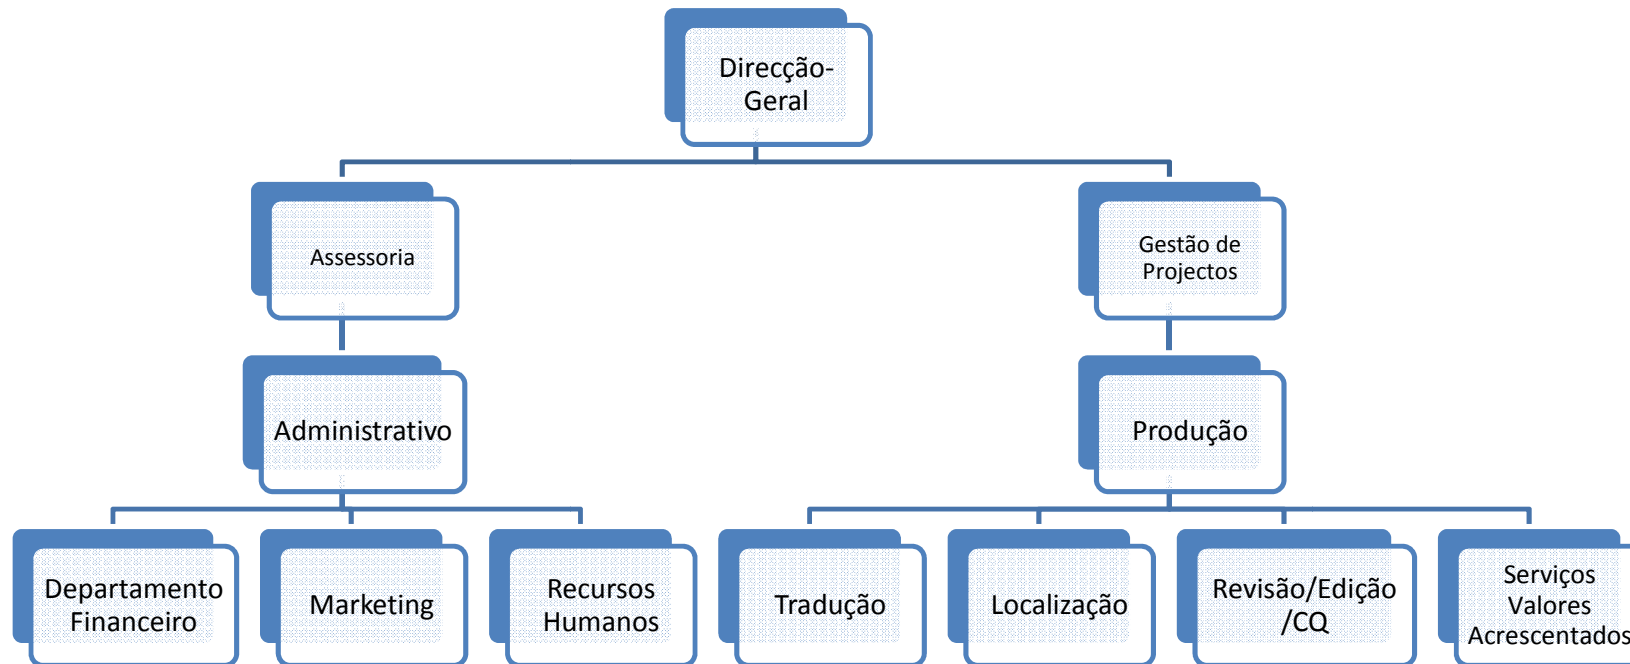 Direcção-
Geral
Assessoria
Gestão de
Projectos
Administrativo
Produção
Departamento
Financeiro
Marketing
Recursos
Humanos
Tradução
Localização
Revisão/Edição
/CQ
Serviços
Valores
Acrescentados